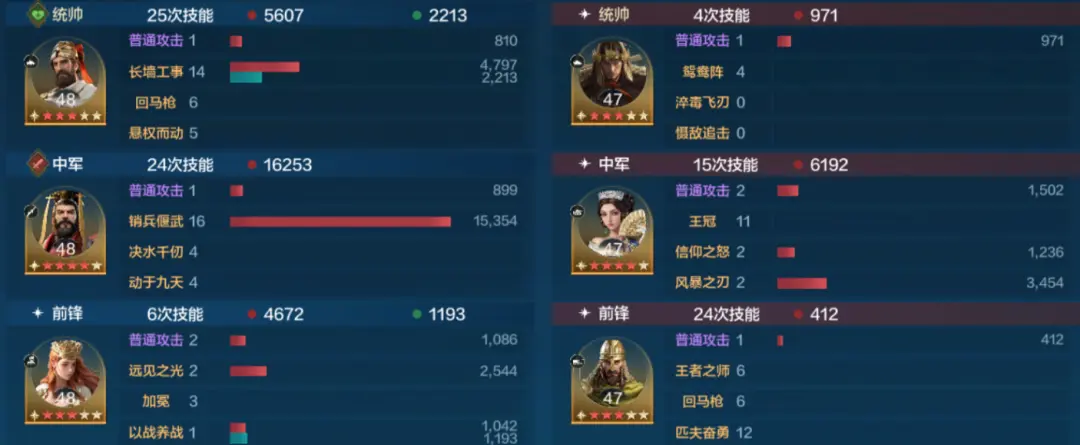 统帅 25次技能 5607 2213
普通攻击 1 810
长墙工事 14 4,797
2,213
48
回马枪 6
悬权而动 5
中军 24次技能 16253
普通攻击 1 899
销兵偃武 16 15,354
48
决水千仞 4
动于九天 4
前锋 6次技能 4672 1193
普通攻击 2 1,086
远见之光 2 2,544
48
加冕 3
以战养战 1 1,042
1,193
统帅 4次技能 971
普通攻击 1 971
鸳鸯阵 4
47
淬毒飞刃 0
慑敌追击 0
中军 15次技能 6192
普通攻击 2 1,502
王冠 11
47
信仰之怒 2 1,236
风暴之刃 2 3,454
前锋 24次技能 412
普通攻击 1 412
王者之师 6
47
回马枪 6
匹夫奋勇 12